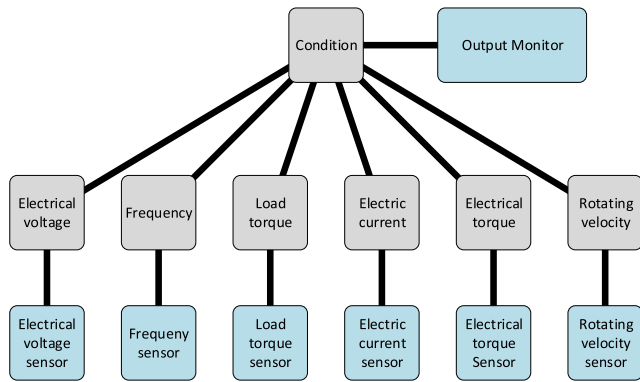 Condition
Output Monitor
Electrical
voltage
Frequency
Load
torque
Electric
current
Electrical
torque
Rotating
velocity
Electrical
voltage
sensor
Frequeny
sensor
Load
torque
sensor
Electric
current
sensor
Electrical
torque
Sensor
Rotating
velocity
sensor